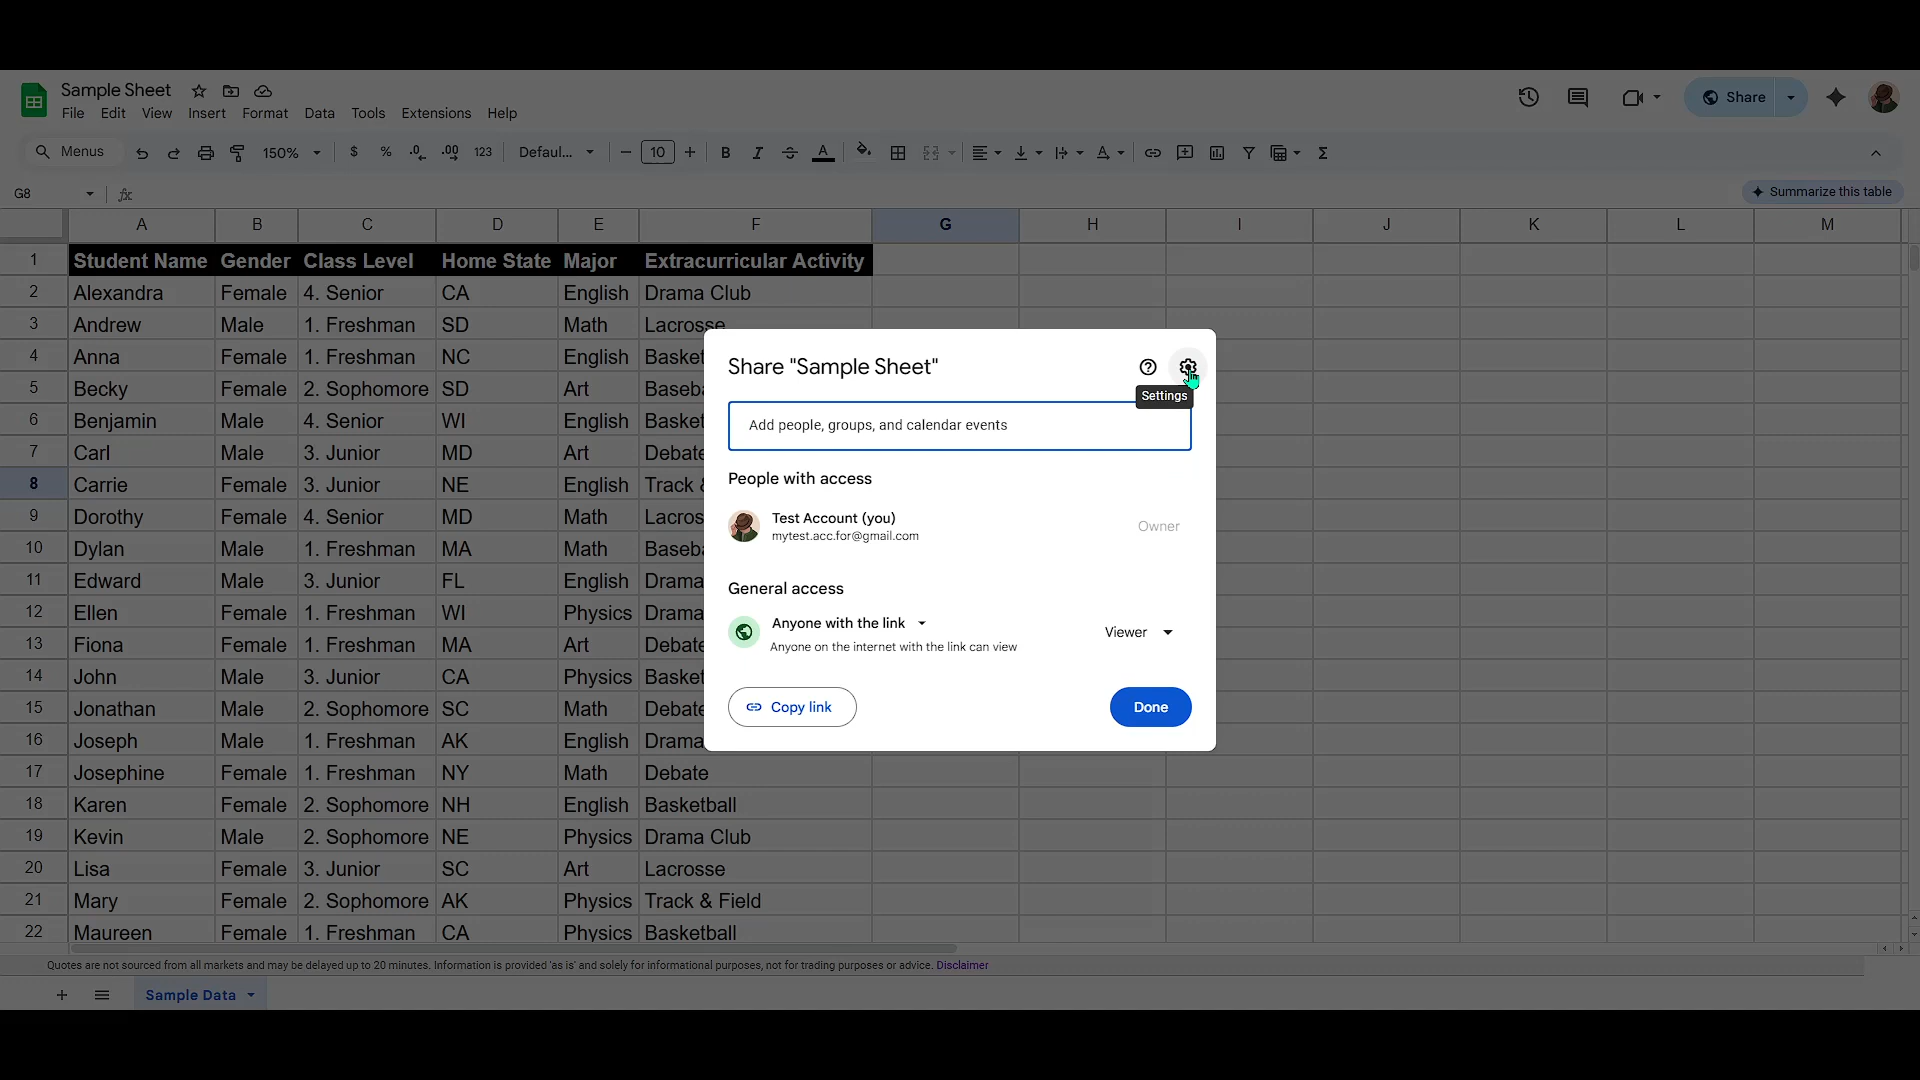 Sample Sheet
File Edit View Insert Format Data Tools Extensions Help
Share
Menus 150% $ % .0 .00 123 Defaul... 10 B I A Σ
G8 fx Summarize this table
A B C D E F G H I J K L M
1 Student Name Gender Class Level Home State Major Extracurricular Activity
2 Alexandra Female 4. Senior CA English Drama Club
3 Andrew Male 1. Freshman SD Math Lacrosse
4 Anna Female 1. Freshman NC English Basket
5 Becky Female 2. Sophomore SD Art Baseba
6 Benjamin Male 4. Senior WI English Basket
7 Carl Male 3. Junior MD Art Debate
8 Carrie Female 3. Junior NE English Track &
9 Dorothy Female 4. Senior MD Math Lacros
10 Dylan Male 1. Freshman MA Math Baseba
11 Edward Male 3. Junior FL English Drama
12 Ellen Female 1. Freshman WI Physics Drama
13 Fiona Female 1. Freshman MA Art Debate
14 John Male 3. Junior CA Physics Basket
15 Jonathan Male 2. Sophomore SC Math Debate
16 Joseph Male 1. Freshman AK English Drama
17 Josephine Female 1. Freshman NY Math Debate
18 Karen Female 2. Sophomore NH English Basketball
19 Kevin Male 2. Sophomore NE Physics Drama Club
20 Lisa Female 3. Junior SC Art Lacrosse
21 Mary Female 2. Sophomore AK Physics Track & Field
22 Maureen Female 1. Freshman CA Physics Basketball
Share "Sample Sheet"
Settings
Add people, groups, and calendar events
People with access
Test Account (you)
mytest.acc.for@gmail.com
Owner
General access
Anyone with the link
Anyone on the internet with the link can view
Viewer
Copy link
Done
Quotes are not sourced from all markets and may be delayed up to 20 minutes. Information is provided 'as is' and solely for informational purposes, not for trading purposes or advice. Disclaimer
Sample Data